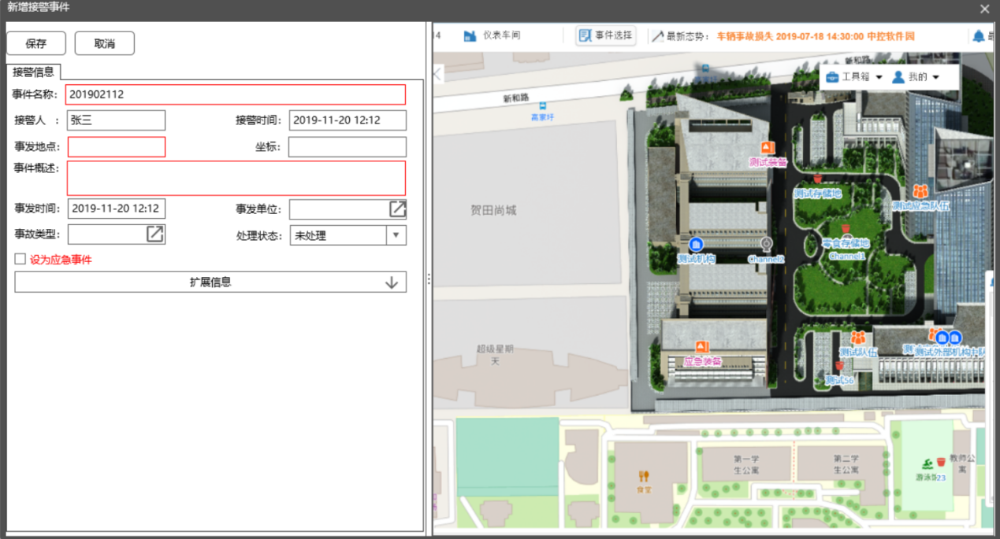 新增接警事件
保存 取消
接警信息
事件名称： 201902112
接警人 ： 张三 接警时间： 2019-11-20 12:12
事发地点： 坐标：
事件概述：
事发时间： 2019-11-20 12:12 事发单位：
事故类型： 处理状态： 未处理
设为应急事件
扩展信息
14 仪表车间 事件选择 最新态势： 车辆事故损失 2019-07-18 14:30:00 中控软件园
工具箱 我的
新和路
新和路
高家圩
测试装备
测试存储地
测试应急队伍
贺田尚城
零食存储地
测试机构
Channel2
Channel1
超级星期
天
应急装备
测试队伍
测试外部机构
测试56
第一学
生公寓
第二学
生公寓
教师公
寓
游泳馆
23
食堂